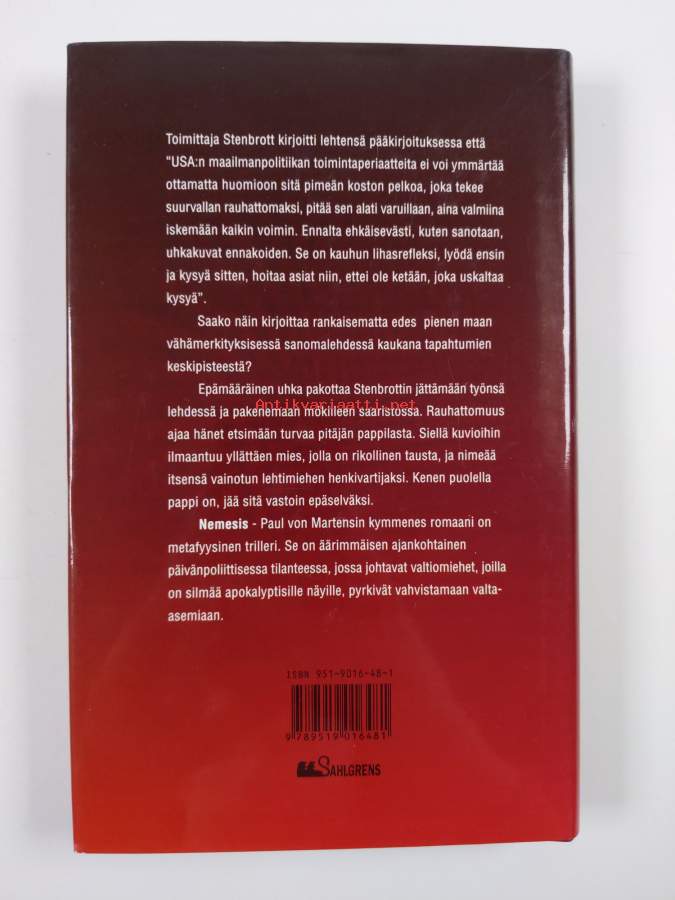 Toimittaja Stenbrott kirjoitti lehtensä pääkirjoituksessa että
"USA:n maailmanpolitiikan toimintaperiaatteita ei voi ymmärtää
ottamatta huomioon sitä pimeän koston pelkoa, joka tekee
suurvallan rauhattomaksi, pitää sen alati varuillaan, aina valmiina
iskemään kaikin voimin. Ennalta ehkäisevästi, kuten sanotaan,
uhkakuvat ennakoiden. Se on kauhun lihasrefleksi, lyödä ensin
ja kysyä sitten, hoitaa asiat niin, ettei ole ketään, joka uskaltaa
kysyä".
Saako näin kirjoittaa rankaisematta edes pienen maan
vähämerkityksisessä sanomalehdessä kaukana tapahtumien
keskipisteestä?
Epämääräinen uhka pakottaa Stenbrottin jättämään työnsä
Antikvariaatti.net
lehdessä ja pakenemaan mökilleen saaristossa. Rauhattomuus
ajaa hänet etsimään turvaa pitäjän pappilasta. Siellä kuvioihin
ilmaantuu yllättäen mies, jolla on rikollinen tausta, ja nimeää
itsensä vainotun lehtimiehen henkivartijaksi. Kenen puolella
pappi on, jää sitä vastoin epäselväksi.
Nemesis - Paul von Martensin kymmenes romaani on
metafyysinen trilleri. Se on äärimmäisen ajankohtainen
päivänpoliittisessa tilanteessa, jossa johtavat valtiomiehet, joilla
on silmää apokalyptisille näyille, pyrkivät vahvistamaan valta-
asemiaan.
ISBN 951-9016-48-1
9 789519 016481
SAHLGRENS